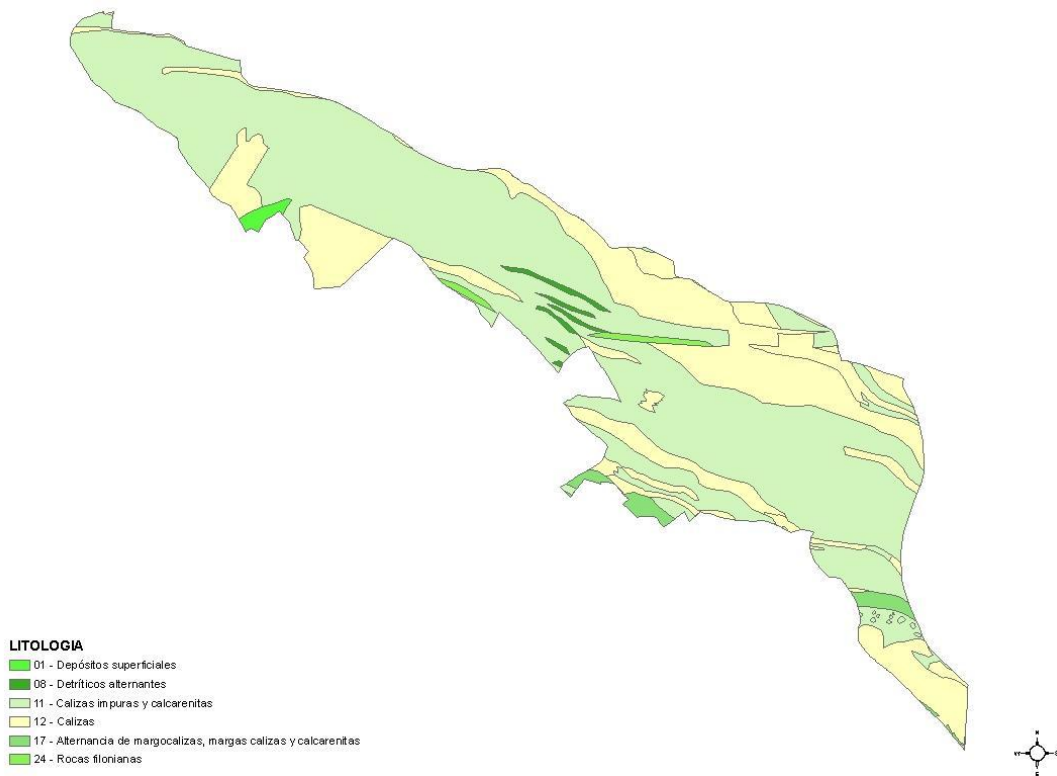 LITOLOGIA
01 - Depósitos superficiales
08 - Detríticos alternantes
11 - Calizas impuras y calcarenitas
12 - Calizas
17 - Alternancia de margocalizas, margas calizas y calcarenitas
24 - Rocas filonianas